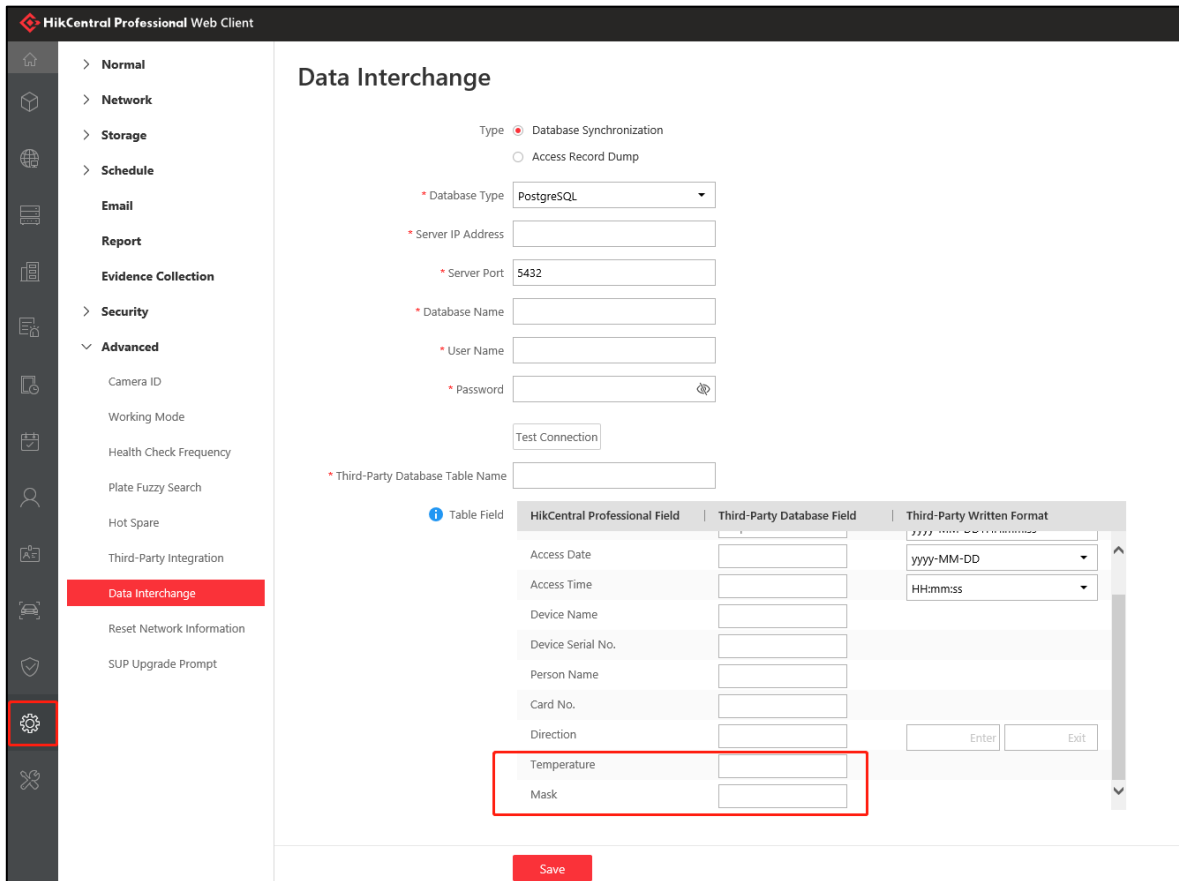 HikCentral Professional Web Client
Normal
Network
Storage
Schedule
Email
Report
Evidence Collection
Security
Advanced
Camera ID
Working Mode
Health Check Frequency
Plate Fuzzy Search
Hot Spare
Third-Party Integration
Data Interchange
Reset Network Information
SUP Upgrade Prompt
Data Interchange
Type Database Synchronization
Access Record Dump
* Database Type PostgreSQL
* Server IP Address
* Server Port 5432
* Database Name
* User Name
* Password
Test Connection
* Third-Party Database Table Name
Table Field
HikCentral Professional Field | Third-Party Database Field | Third-Party Written Format
Access Date yyyy-MM-DD
Access Time HH:mm:ss
Device Name
Device Serial No.
Person Name
Card No.
Direction Enter Exit
Temperature
Mask
Save